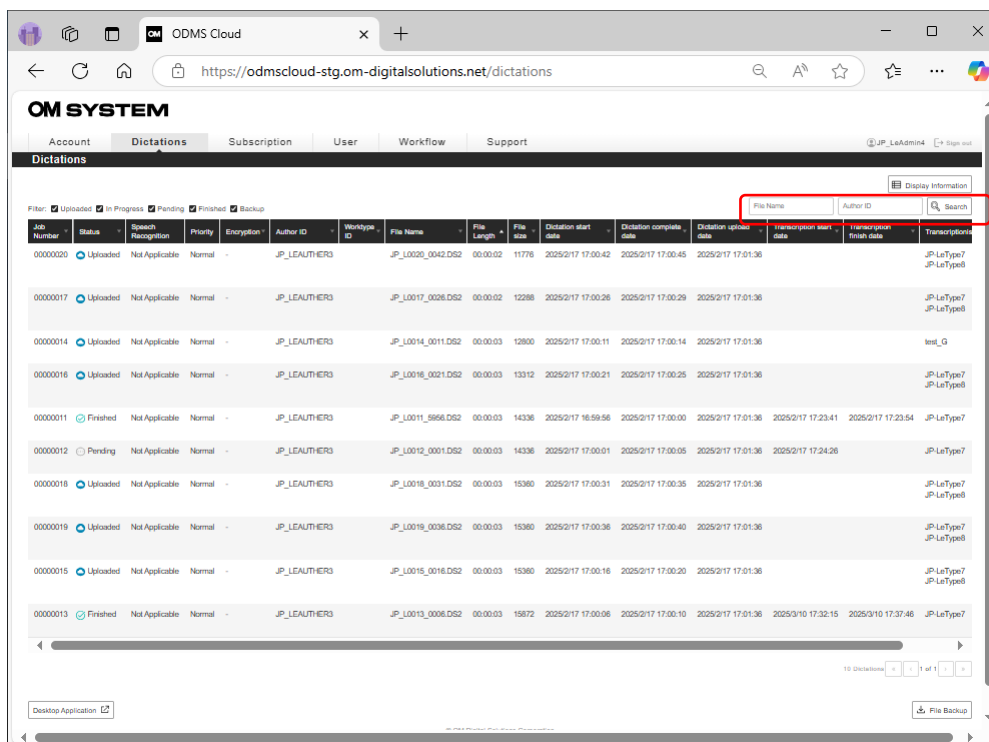 OM ODMS Cloud
https://odmscloud-stg.om-digitalsolutions.net/dictations
OM SYSTEM
Account Dictations Subscription User Workflow Support JP_LeAdmin4 Sign out
Dictations
Display Information
Filter: Uploaded In Progress Pending Finished Backup File Name Author ID Search
Job Number Status Speech Recognition Priority Encryption Author ID Worktype ID File Name File Length File size Dictation start date Dictation complete date Dictation upload date Transcription start date Transcription finish date Transcriptionis
00000020 Uploaded Not Applicable Normal - JP_LEAUTHER3 JP_L0020_0042.DS2 00:00:02 11776 2025/2/17 17:00:42 2025/2/17 17:00:45 2025/2/17 17:01:36 JP-LeType7
JP-LeType8
00000017 Uploaded Not Applicable Normal - JP_LEAUTHER3 JP_L0017_0026.DS2 00:00:02 12288 2025/2/17 17:00:26 2025/2/17 17:00:29 2025/2/17 17:01:36 JP-LeType7
JP-LeType8
00000014 Uploaded Not Applicable Normal - JP_LEAUTHER3 JP_L0014_0011.DS2 00:00:03 12800 2025/2/17 17:00:11 2025/2/17 17:00:14 2025/2/17 17:01:36 test_G
00000016 Uploaded Not Applicable Normal - JP_LEAUTHER3 JP_L0016_0021.DS2 00:00:03 13312 2025/2/17 17:00:21 2025/2/17 17:00:25 2025/2/17 17:01:36 JP-LeType7
JP-LeType8
00000011 Finished Not Applicable Normal - JP_LEAUTHER3 JP_L0011_5956.DS2 00:00:03 14336 2025/2/17 16:59:56 2025/2/17 17:00:00 2025/2/17 17:01:36 2025/2/17 17:23:41 2025/2/17 17:23:54 JP-LeType7
00000012 Pending Not Applicable Normal - JP_LEAUTHER3 JP_L0012_0001.DS2 00:00:03 14336 2025/2/17 17:00:01 2025/2/17 17:00:05 2025/2/17 17:01:36 2025/2/17 17:24:26 JP-LeType7
00000018 Uploaded Not Applicable Normal - JP_LEAUTHER3 JP_L0018_0031.DS2 00:00:03 15360 2025/2/17 17:00:31 2025/2/17 17:00:35 2025/2/17 17:01:36 JP-LeType7
JP-LeType8
00000019 Uploaded Not Applicable Normal - JP_LEAUTHER3 JP_L0019_0036.DS2 00:00:03 15360 2025/2/17 17:00:36 2025/2/17 17:00:40 2025/2/17 17:01:36 JP-LeType7
JP-LeType8
00000015 Uploaded Not Applicable Normal - JP_LEAUTHER3 JP_L0015_0016.DS2 00:00:03 15360 2025/2/17 17:00:16 2025/2/17 17:00:20 2025/2/17 17:01:36 JP-LeType7
JP-LeType8
00000013 Finished Not Applicable Normal - JP_LEAUTHER3 JP_L0013_0006.DS2 00:00:03 15872 2025/2/17 17:00:06 2025/2/17 17:00:10 2025/2/17 17:01:36 2025/3/10 17:32:15 2025/3/10 17:37:46 JP-LeType7
10 Dictations « ‹ 1 of 1 › »
Desktop Application File Backup